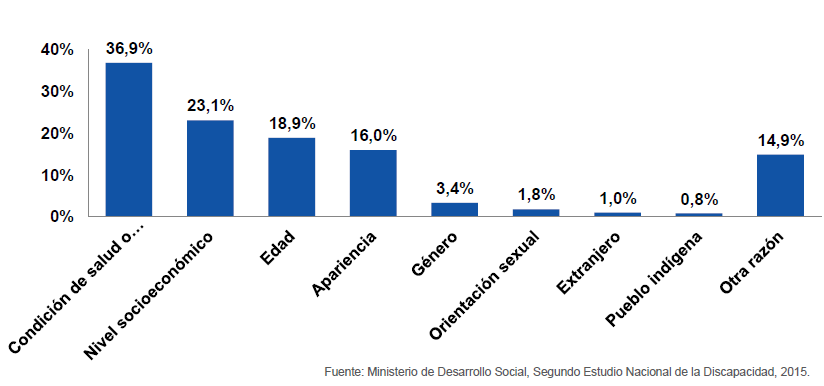 40%
30%
20%
10%
0%
36,9%
23,1%
18,9%
16,0%
3,4%
1,8%
1,0%
0,8%
14,9%
Condición de salud o…
Nivel socioeconómico
Edad
Apariencia
Género
Orientación sexual
Extranjero
Pueblo indígena
Otra razón
Fuente: Ministerio de Desarrollo Social, Segundo Estudio Nacional de la Discapacidad, 2015.